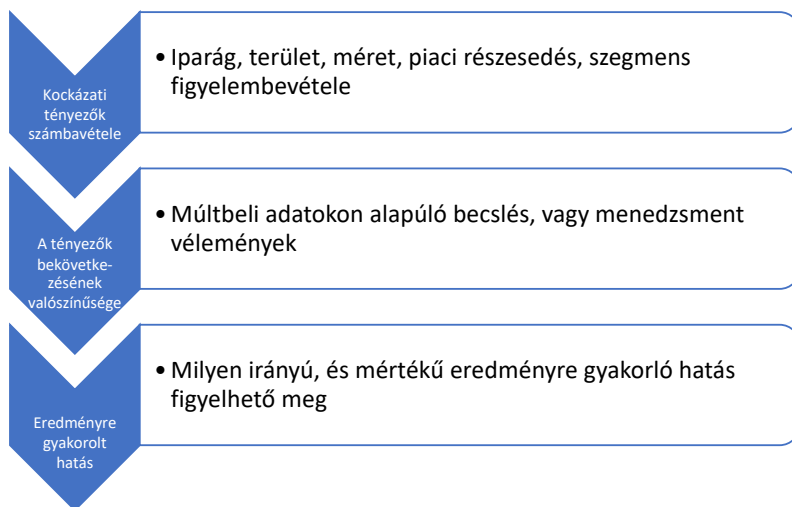 Kockázati
tényezők
számbavétele
• Iparág, terület, méret, piaci részesedés, szegmens
figyelembevétele
A tényezők
bekövetke-
zésének
valószínűsége
• Múltbeli adatokon alapúló becslés, vagy menedzsment
vélemények
Eredményre
gyakorolt
hatás
• Milyen irányú, és mértékű eredményre gyakorló hatás
figyelhető meg